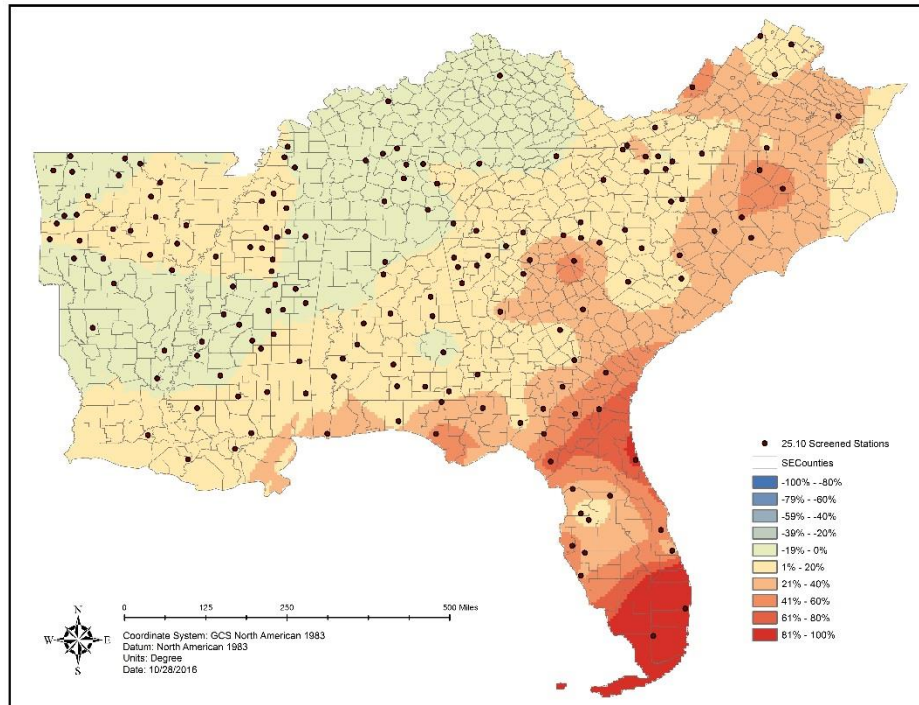 25.10 Screened Stations
SECounties
-100% - -80%
-79% - -60%
-59% - -40%
-39% - -20%
-19% - 0%
1% - 20%
21% - 40%
41% - 60%
61% - 80%
81% - 100%
0 125 250 500 Miles
N
W E
S
Coordinate System: GCS North American 1983
Datum: North American 1983
Units: Degree
Date: 10/28/2016